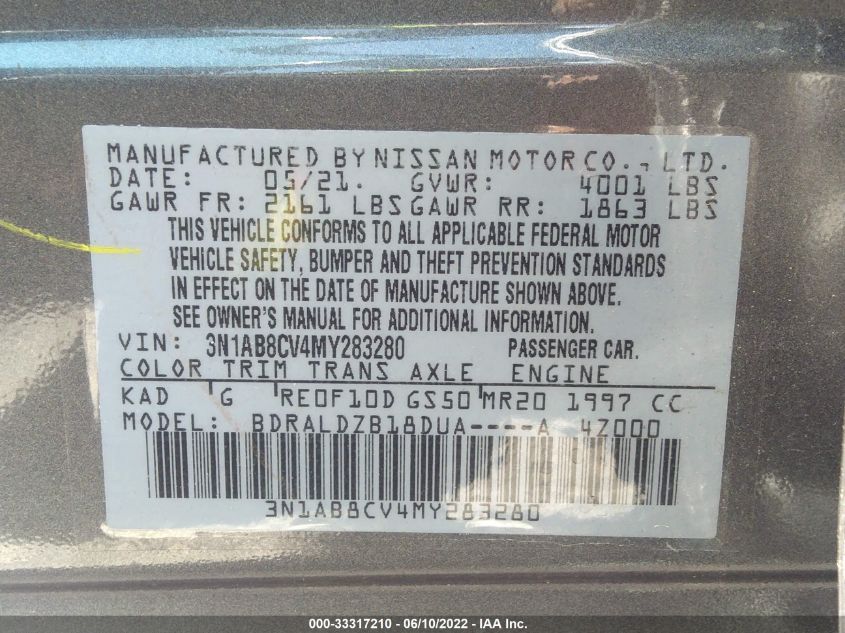 MANUFACTURED BY NISSAN MOTOR CO., LTD.
DATE: 05/21. GVWR: 4001 LBS
GAWR FR: 2161 LBS GAWR RR: 1863 LBS
THIS VEHICLE CONFORMS TO ALL APPLICABLE FEDERAL MOTOR
VEHICLE SAFETY, BUMPER AND THEFT PREVENTION STANDARDS
IN EFFECT ON THE DATE OF MANUFACTURE SHOWN ABOVE.
SEE OWNER'S MANUAL FOR ADDITIONAL INFORMATION.
VIN: 3N1AB8CV4MY283280 PASSENGER CAR.
COLOR TRIM TRANS AXLE ENGINE
KAD G RE0F10D GS50 MR20 1997 CC
MODEL: BDRALDZB18DUA----A 4Z000
3N1AB8CV4MY283280
000-33317210 - 06/10/2022 - IAA Inc.